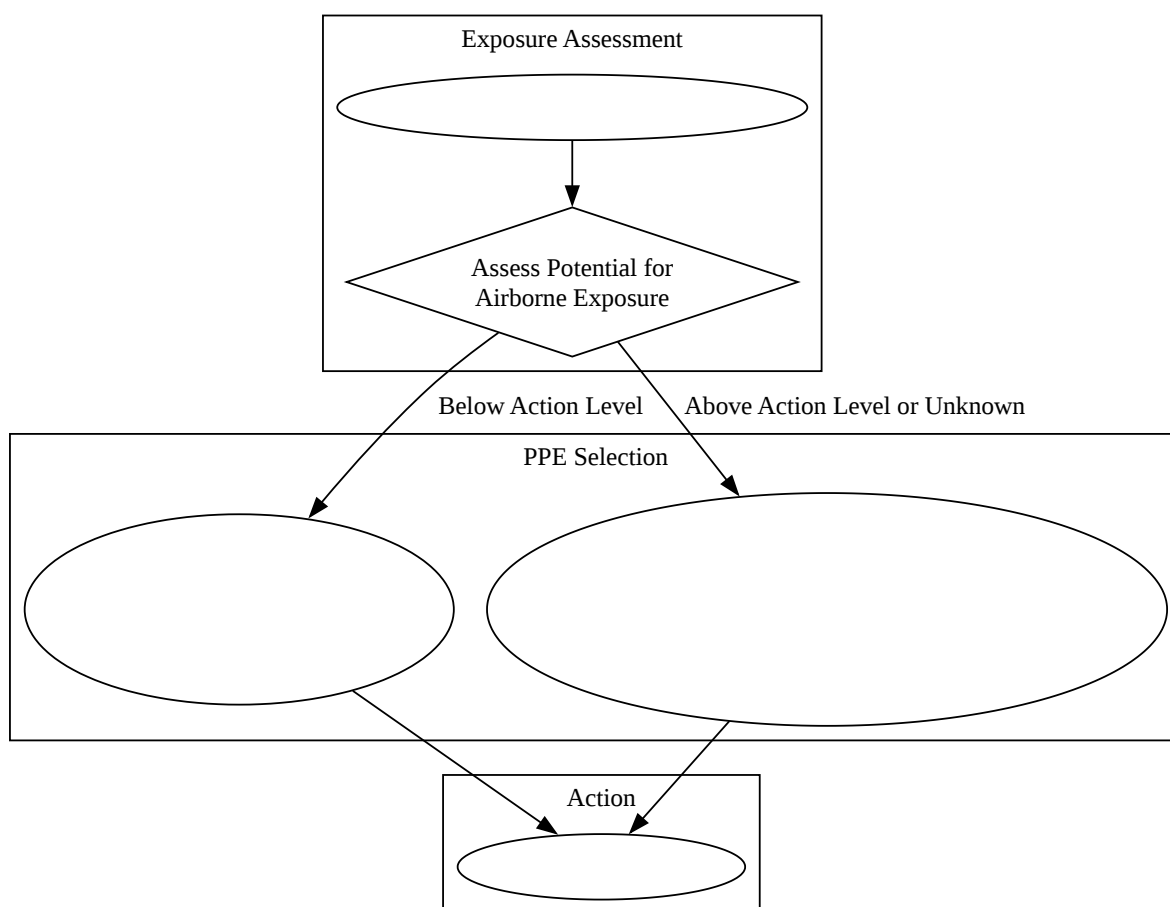 Exposure Assessment
Assess Potential for
Airborne Exposure
Below Action Level
Above Action Level or Unknown
PPE Selection
Action